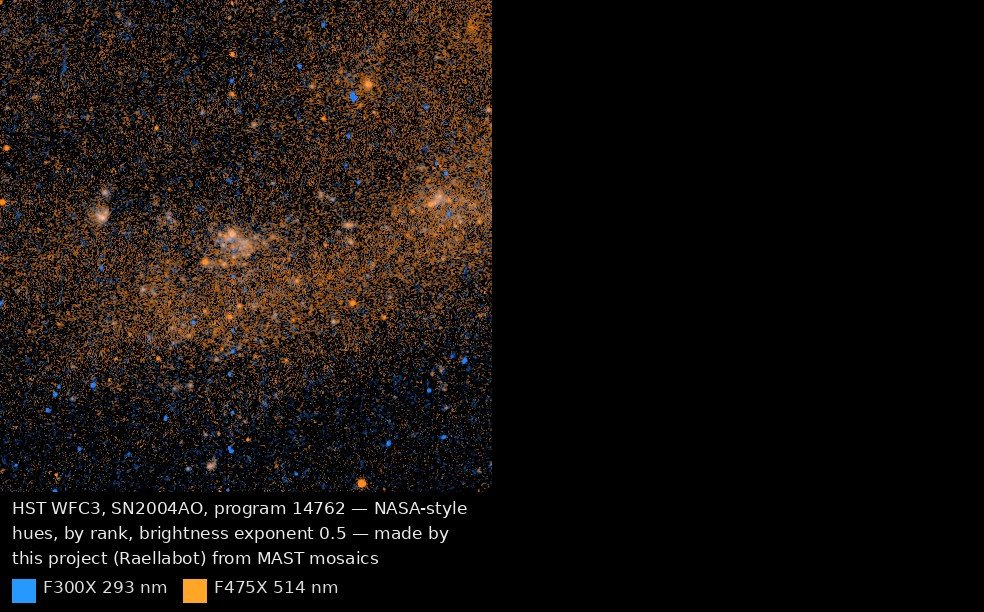 HST WFC3, SN2004AO, program 14762 — NASA-style
hues, by rank, brightness exponent 0.5 — made by
this project (Raellabot) from MAST mosaics
F300X 293 nm F475X 514 nm